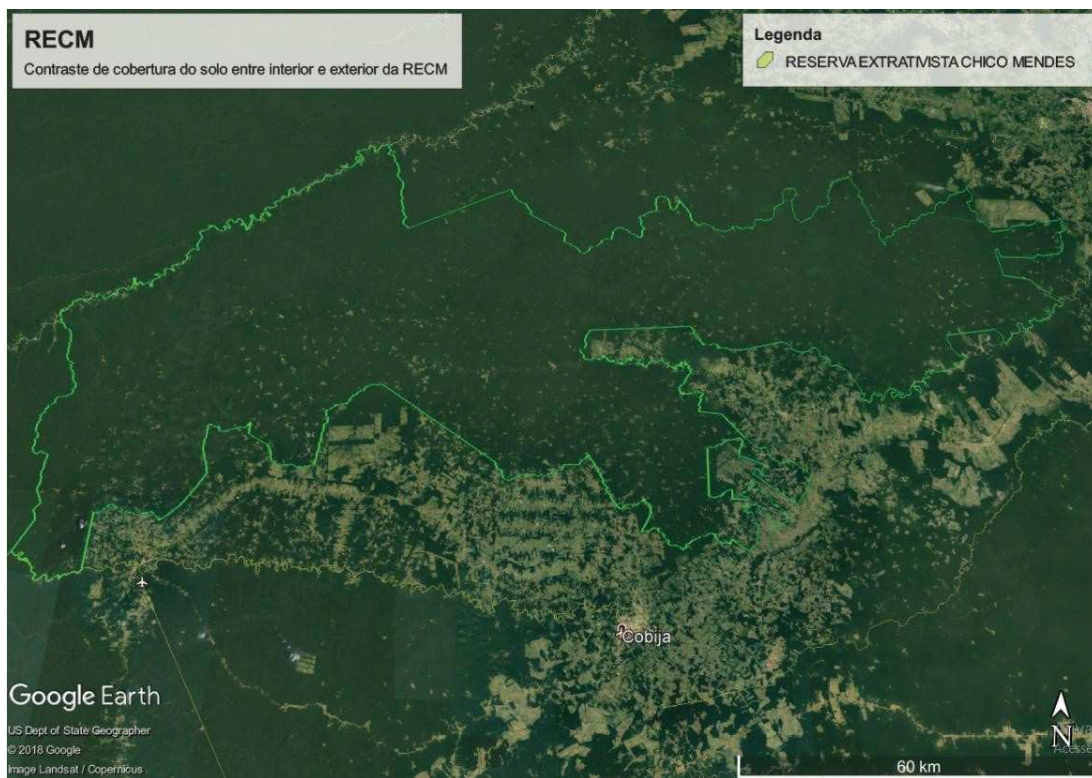 RECM
Contraste de cobertura do solo entre interior e exterior da RECM
Legenda
RESERVA EXTRATIVISTA CHICO MENDES
Cobija
Google Earth
US Dept of State Geographer
© 2018 Google
Image Landsat / Copernicus
N
Acesse
60 km